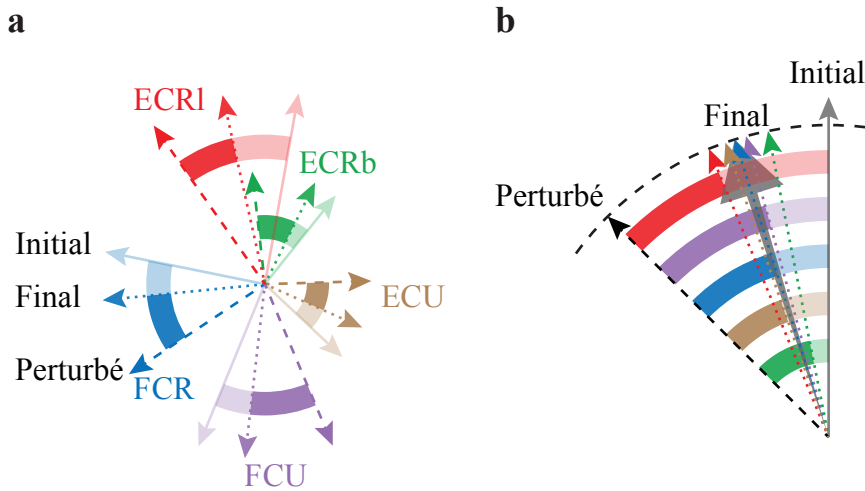 a
ECRl
ECRb
Initial
Final
Perturbé
FCR
ECU
FCU
b
Initial
Final
Perturbé